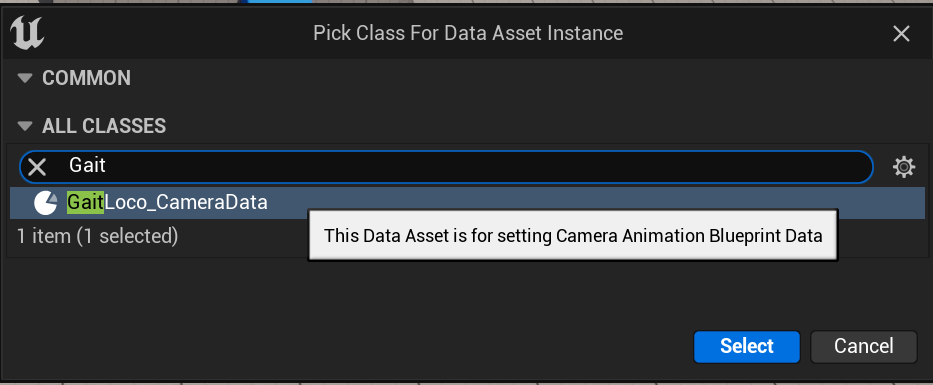 Pick Class For Data Asset Instance
COMMON
ALL CLASSES
Gait
GaitLoco_CameraData
This Data Asset is for setting Camera Animation Blueprint Data
1 item (1 selected)
Select
Cancel